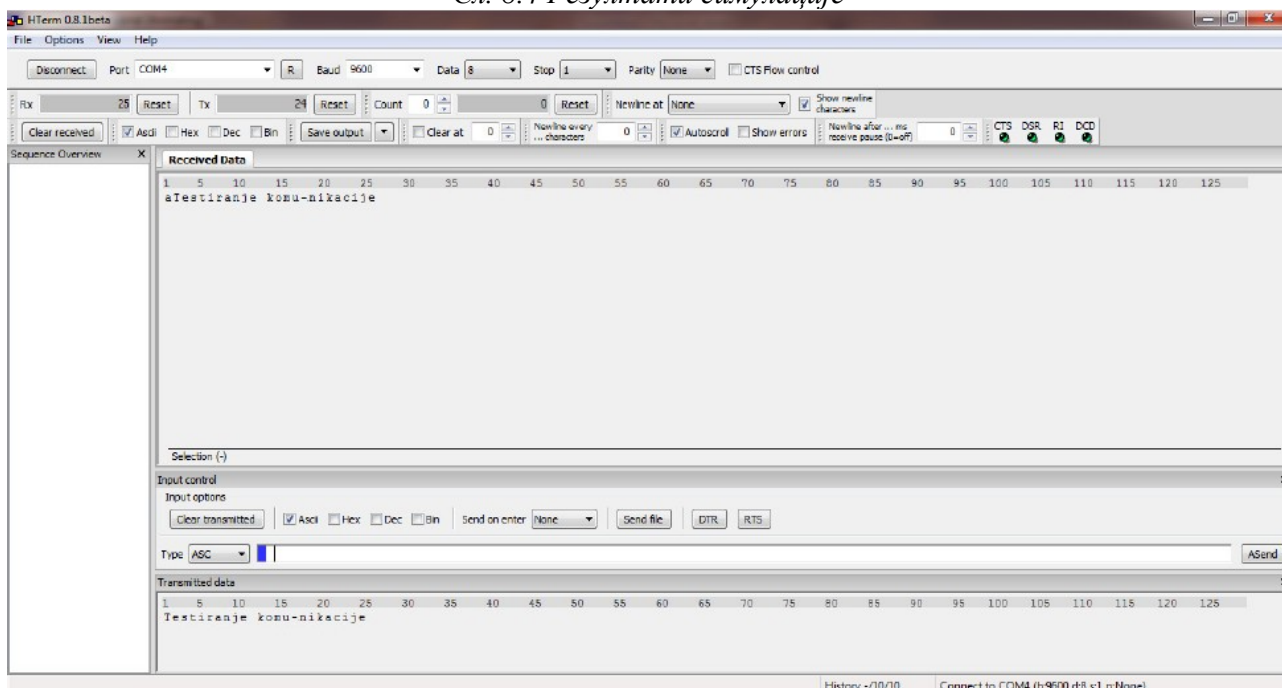 HTerm 0.8.1beta
File Options View Help
Disconnect Port COM4 R Baud 9600 Data 8 Stop 1 Parity None CTS Flow control
Rx 25 Reset Tx 24 Reset Count 0 0 Reset Newline at None Show newline characters
Clear received Ascii Hex Dec Bin Save output Clear at 0 Newline every ... characters 0 Autoscroll Show errors Newline after ... ms receive pause (0=off) 0 CTS DSR RI DCD
Sequence Overview X Received Data
1 5 10 15 20 25 30 35 40 45 50 55 60 65 70 75 80 85 90 95 100 105 110 115 120 125
aTestiranje komu-nikacije
Selection (-)
Input control
Input options
Clear transmitted Ascii Hex Dec Bin Send on enter None Send file DTR RTS
Type ASC ASend
Transmitted data
1 5 10 15 20 25 30 35 40 45 50 55 60 65 70 75 80 85 90 95 100 105 110 115 120 125
Testiranje komu-nikacije
History -/10/10 Connect to COM4 (b:9600 d:8 s:1 p:None)